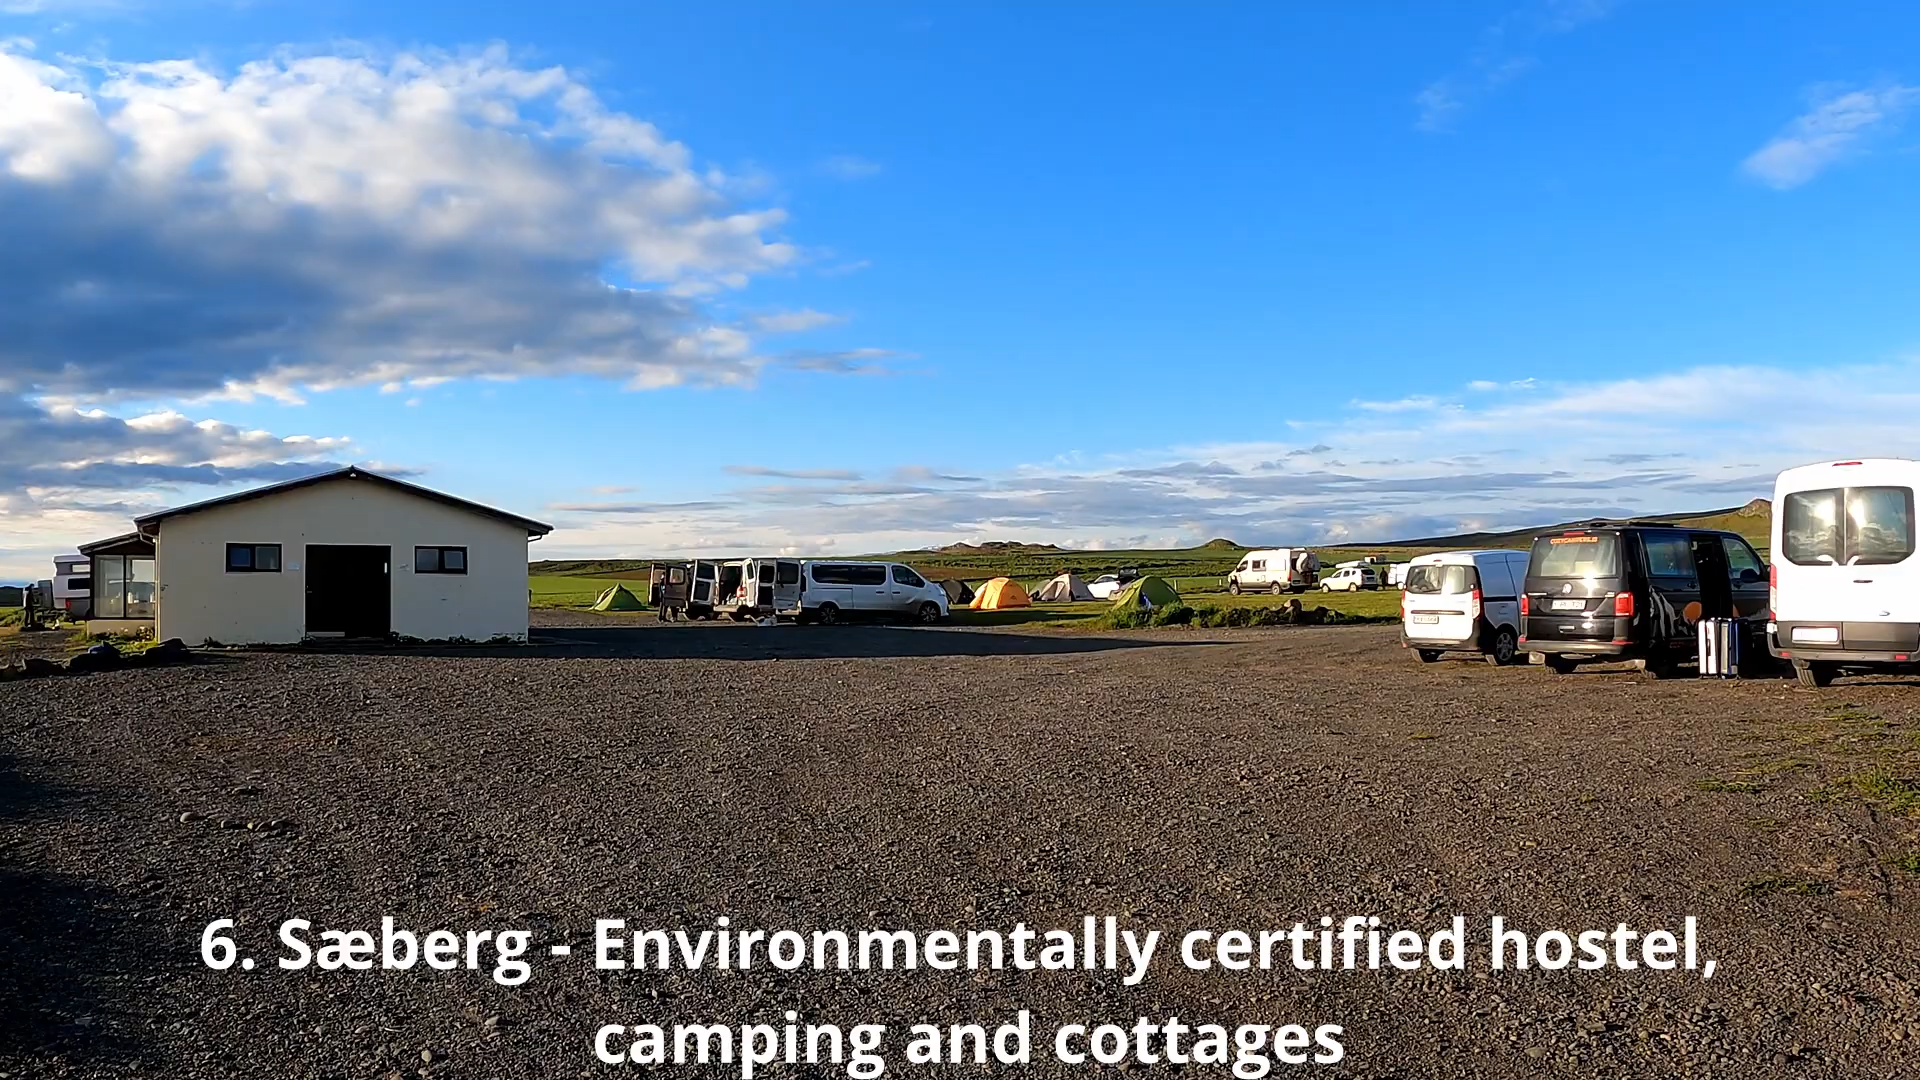 6. Sæberg - Environmentally certified hostel,
camping and cottages